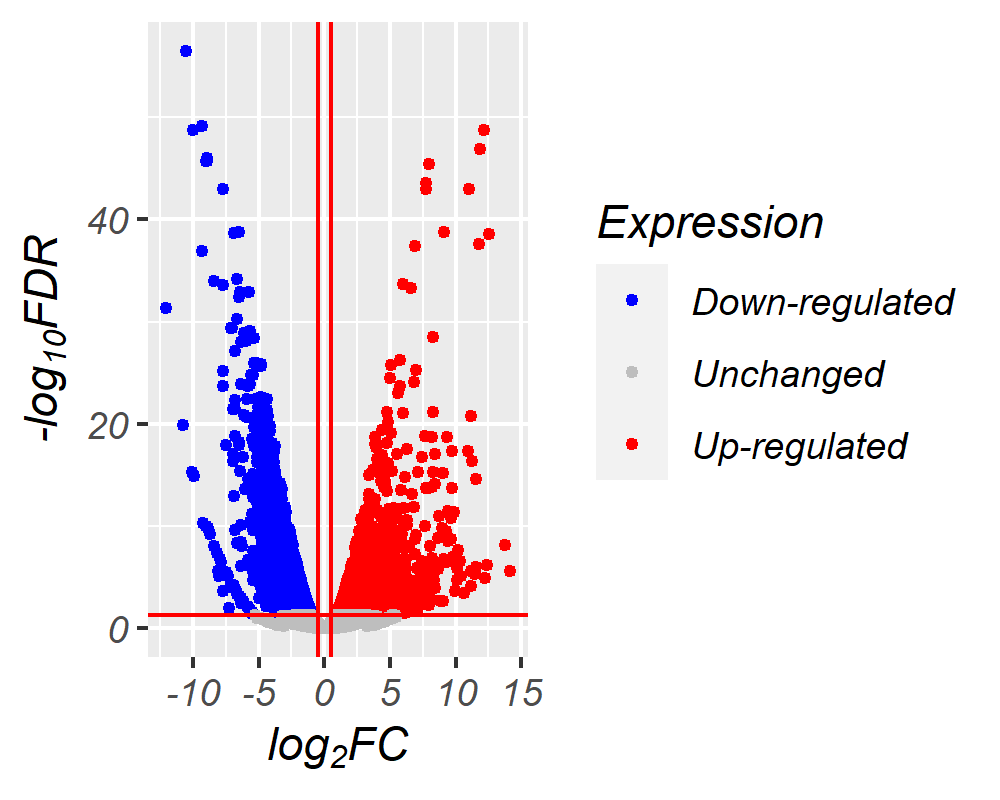 -log₁₀FDR
40
20
0
-10 -5 0 5 10 15
log₂FC
Expression
Down-regulated
Unchanged
Up-regulated